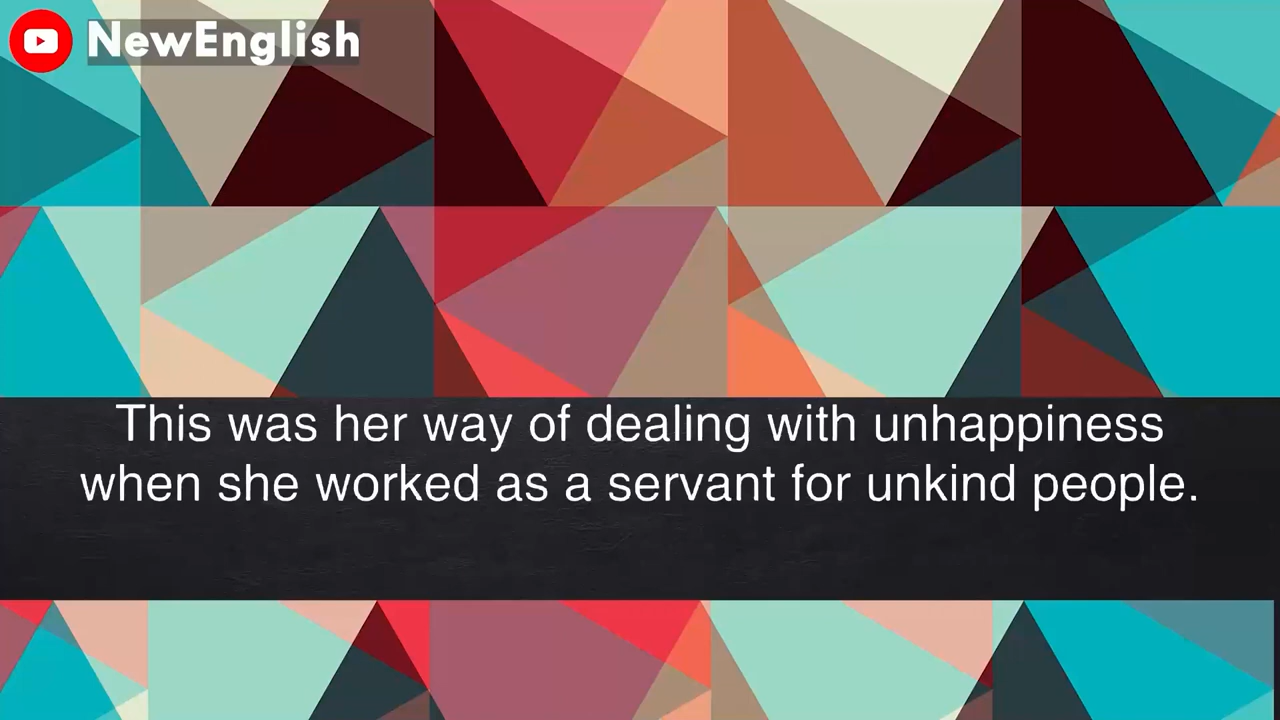 NewEnglish
This was her way of dealing with unhappiness
when she worked as a servant for unkind people.